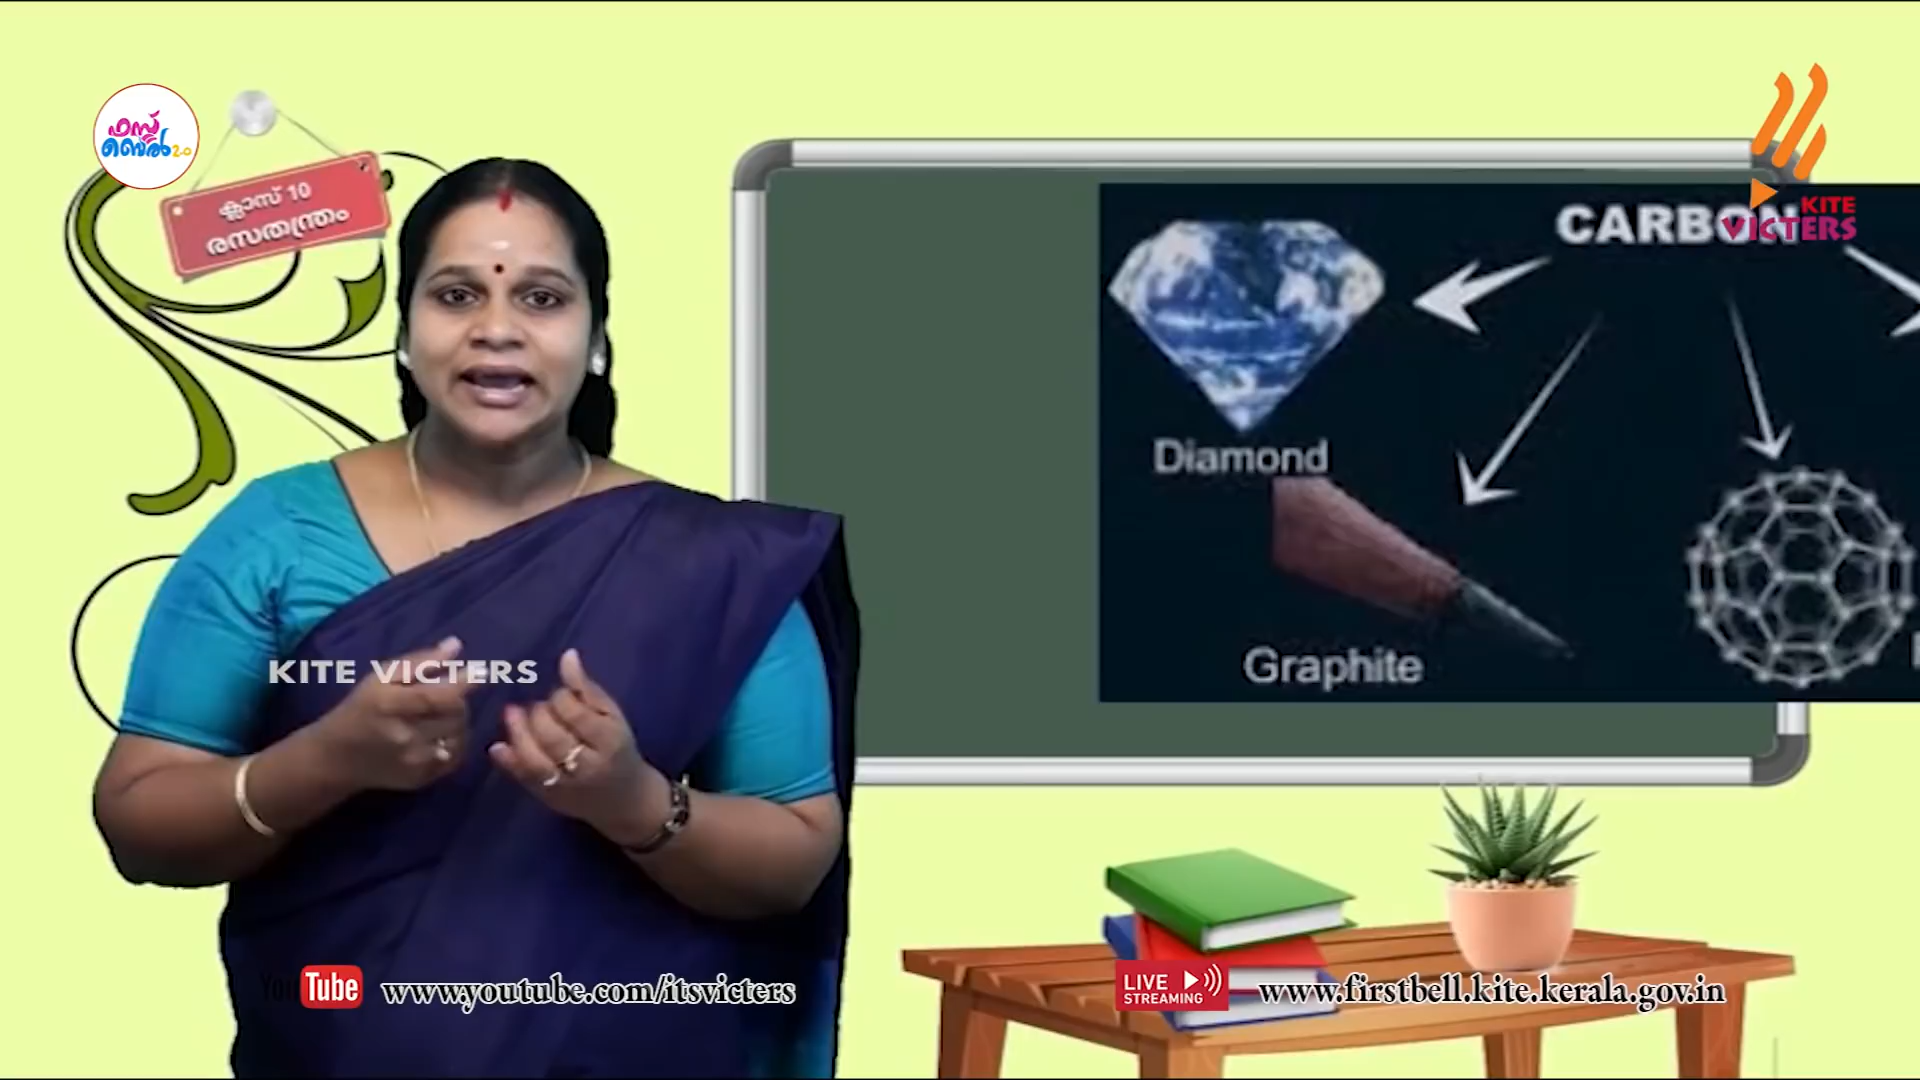 ഫസ്റ്റ്
ബെൽ 2.0
ക്ലാസ് 10
രസതന്ത്രം
CARBON
KITE
VICTERS
Diamond
Graphite
KITE VICTERS
YouTube
www.youtube.com/itsvicters
LIVE
STREAMING
www.firstbell.kite.kerala.gov.in